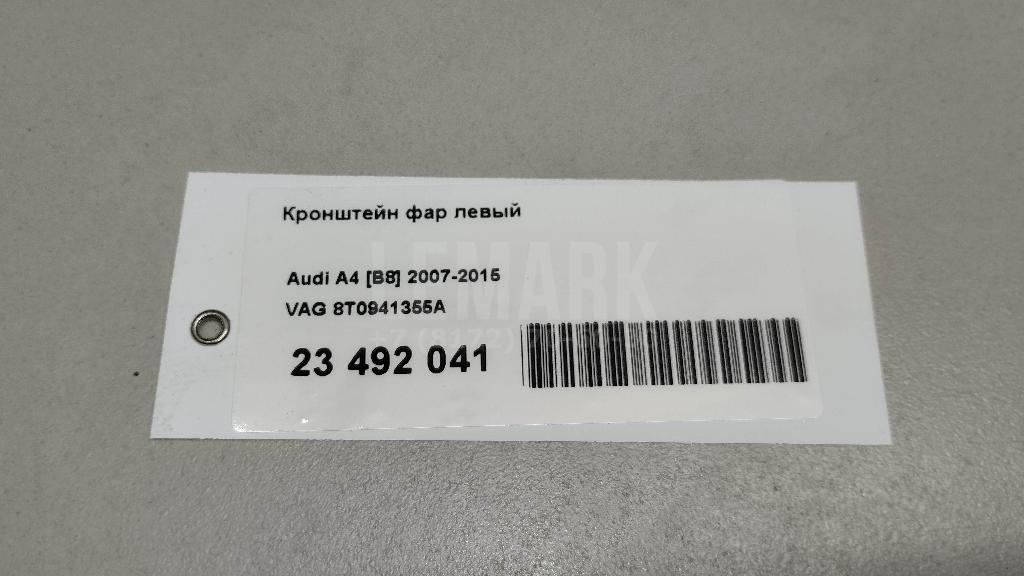 Кронштейн фар левый
LEMARK
Audi A4 [B8] 2007-2015
VAG 8T0941355A
23 492 041